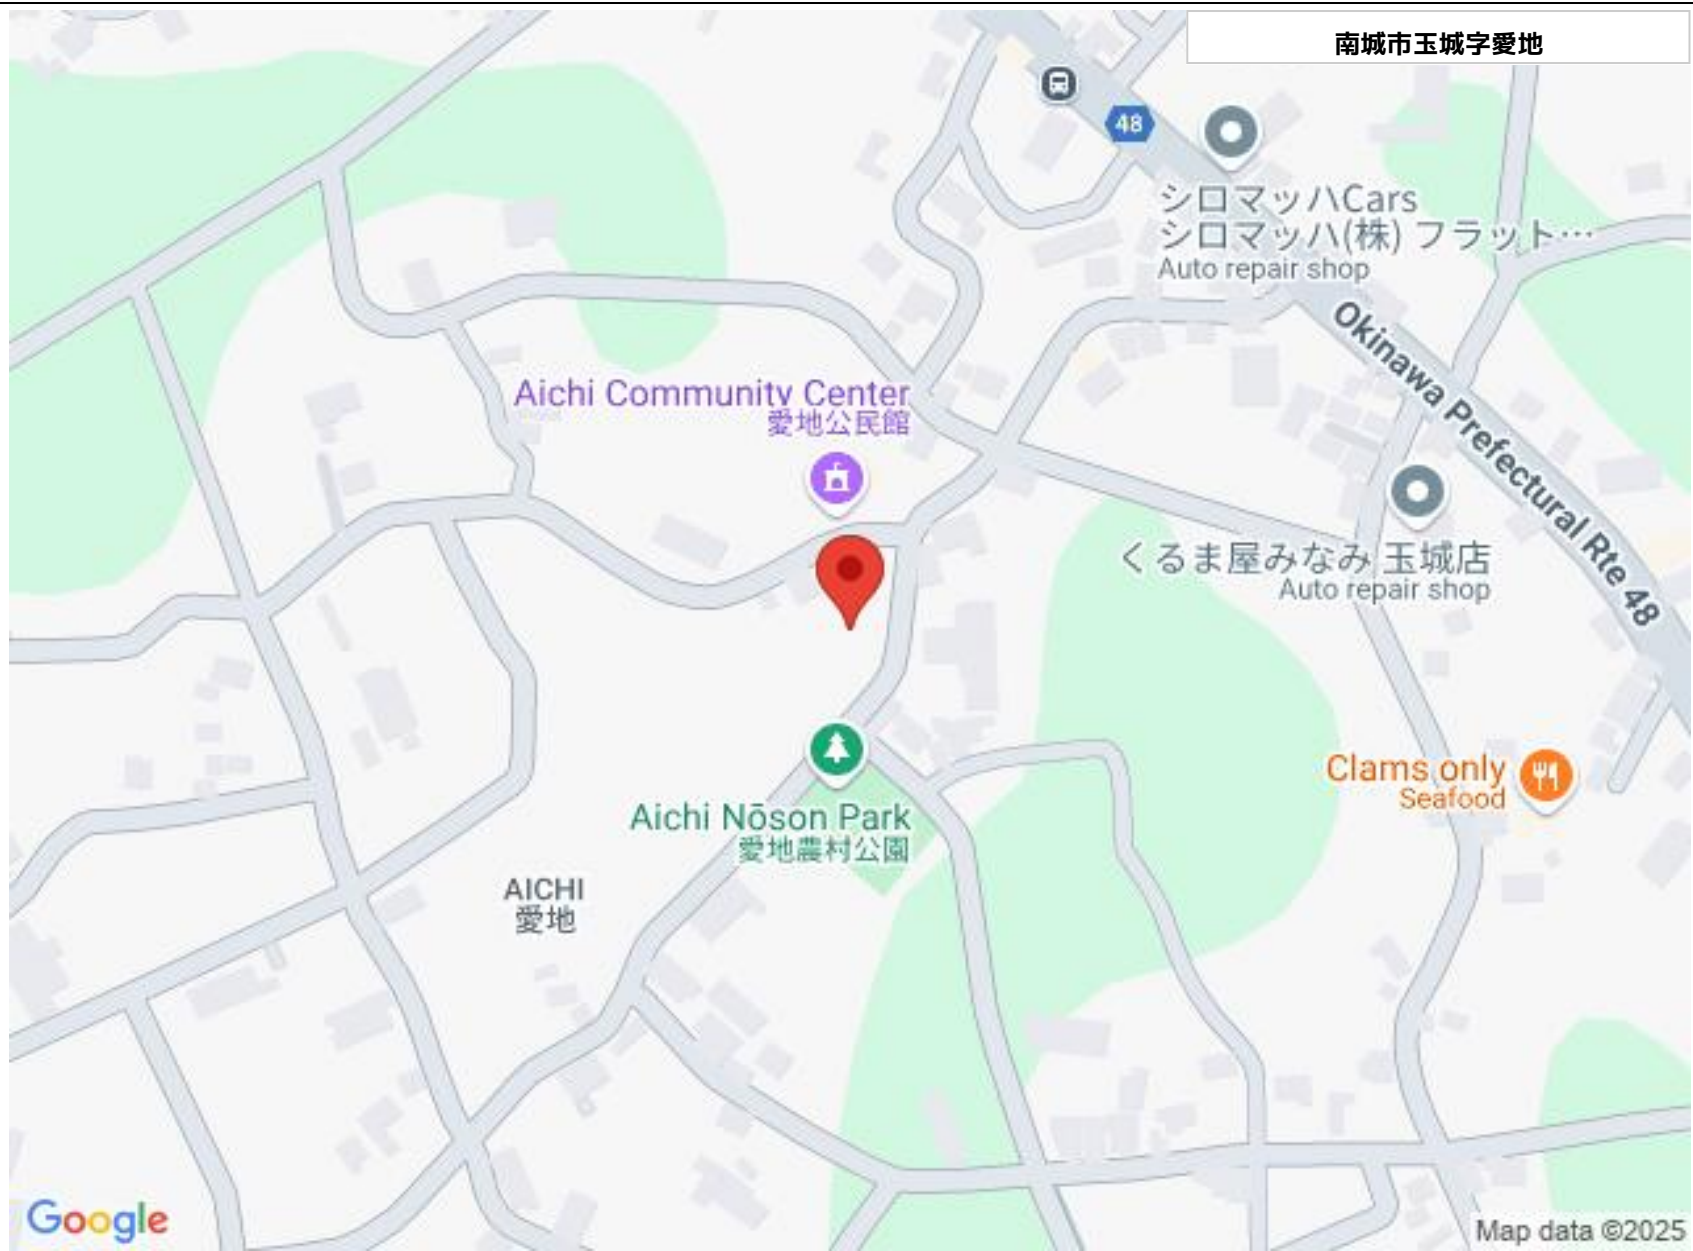 南城市玉城字愛地
48
シロマッハCars
シロマッハ(株) フラット…
Auto repair shop
Okinawa Prefectural Rte 48
Aichi Community Center
愛地公民館
くるま屋みなみ 玉城店
Auto repair shop
Clams only
Seafood
Aichi Nōson Park
愛地農村公園
AICHI
愛地
Google
Map data ©2025